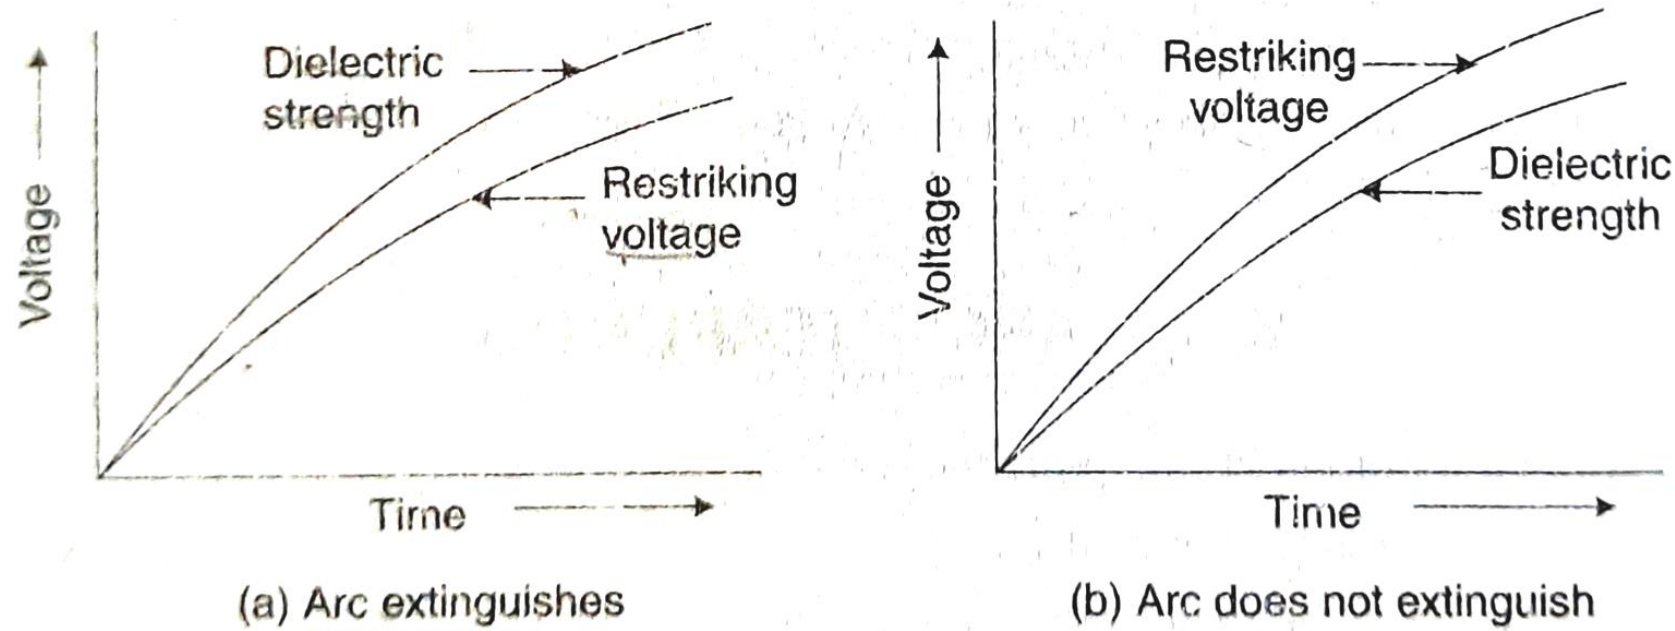 Dielectric
strength
Restriking
voltage
Voltage
Time
(a) Arc extinguishes
Restriking
voltage
Dielectric
strength
Voltage
Time
(b) Arc does not extinguish